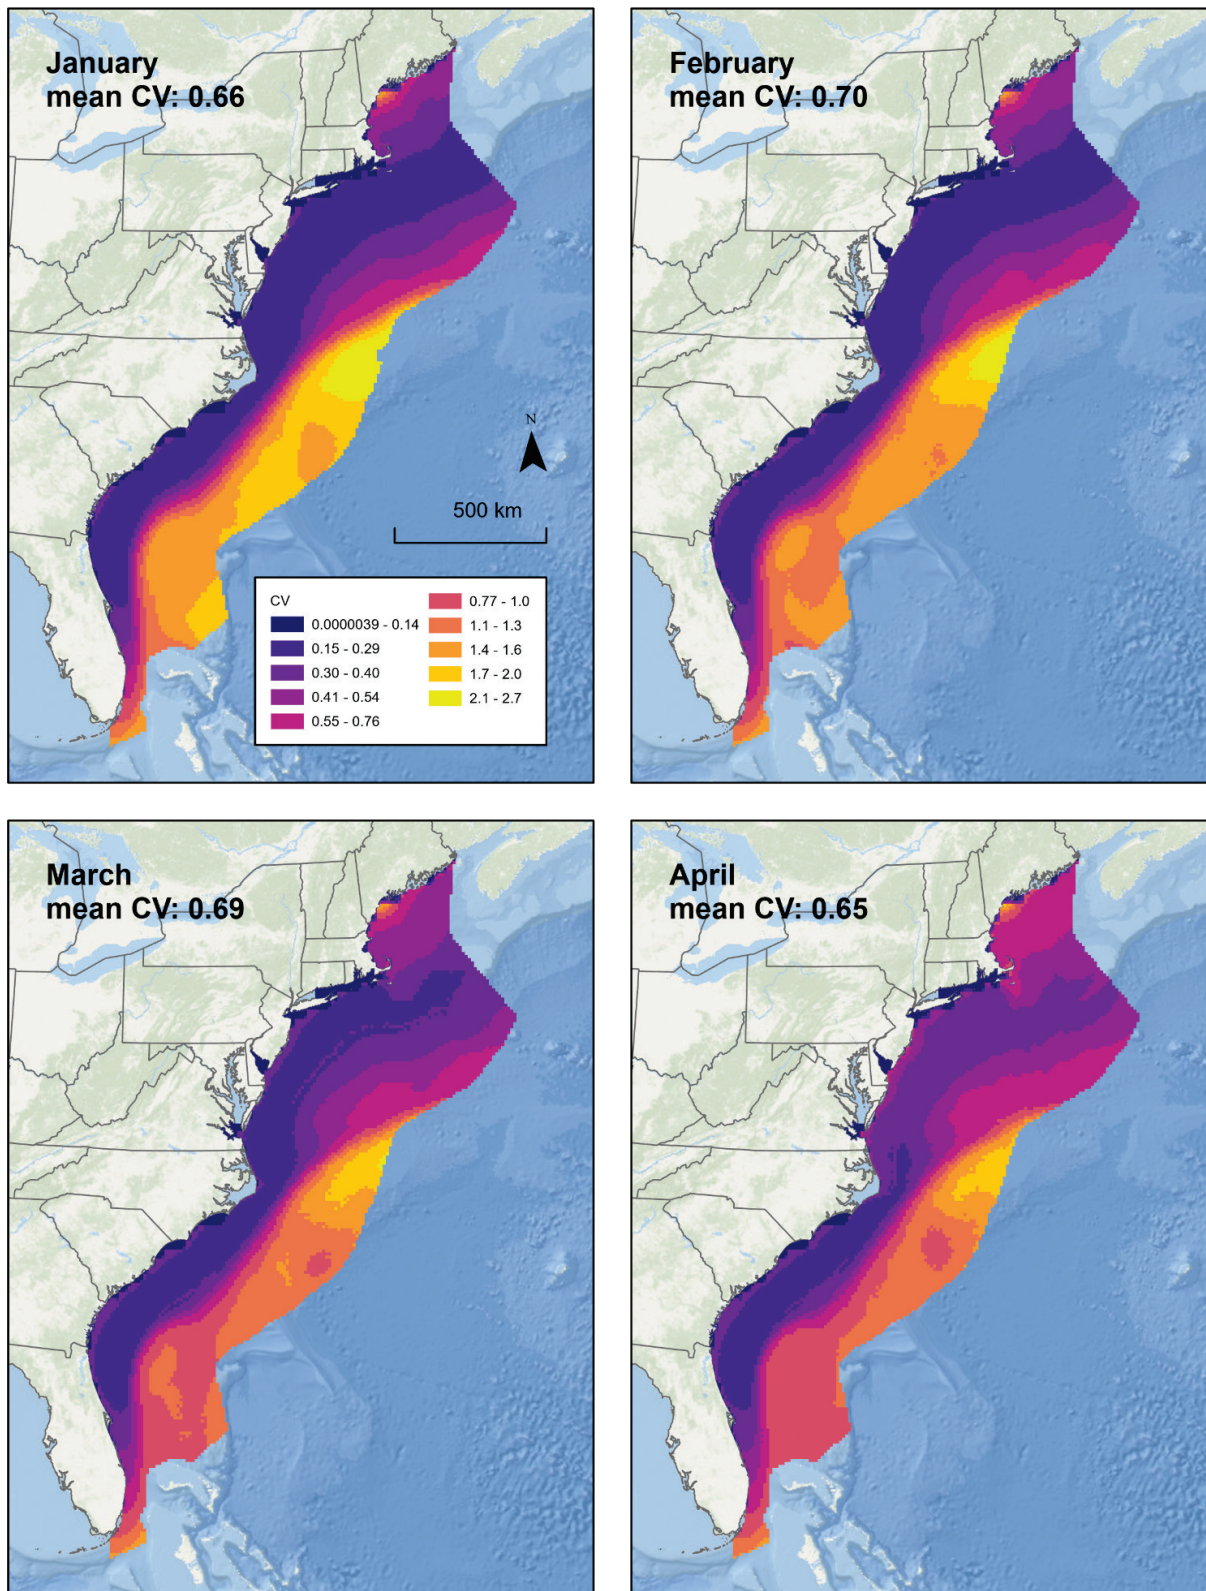 January
mean CV: 0.66
February
mean CV: 0.70
N
500 km
CV
0.0000039 - 0.14
0.15 - 0.29
0.30 - 0.40
0.41 - 0.54
0.55 - 0.76
0.77 - 1.0
1.1 - 1.3
1.4 - 1.6
1.7 - 2.0
2.1 - 2.7
March
mean CV: 0.69
April
mean CV: 0.65